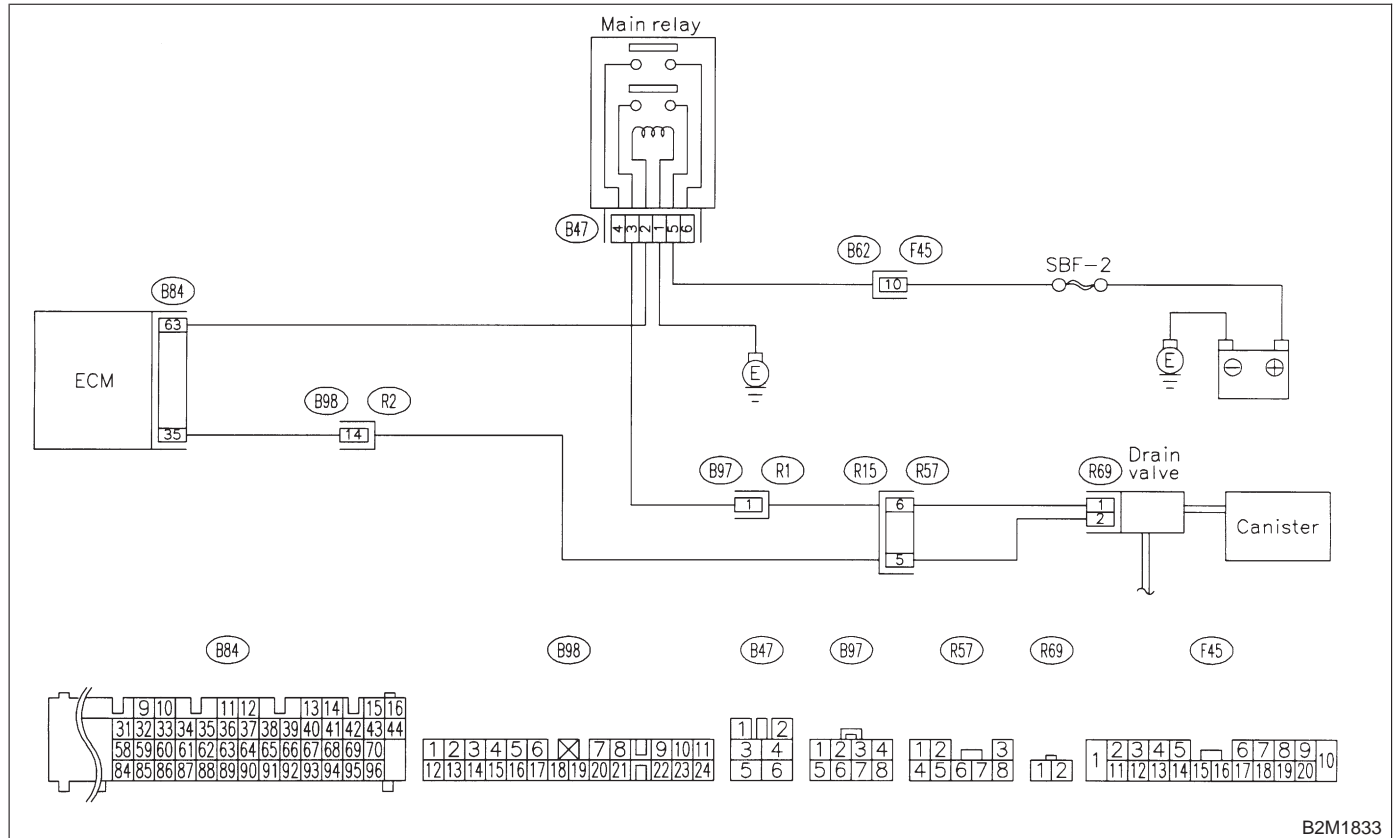 Main relay
B47
4 3 2 1 5 6
B62 F45
10
SBF-2
B84
63
E
E
ECM
− +
B98 R2
35
14
Drain
valve
B97 R1 R15 R57 R69
1 6 1
2
Canister
5
B84 B98 B47 B97 R57 R69 F45
9 10 11 12 13 14 15 16
31 32 33 34 35 36 37 38 39 40 41 42 43 44
58 59 60 61 62 63 64 65 66 67 68 69 70
84 85 86 87 88 89 90 91 92 93 94 95 96
1 2 3 4 5 6 7 8 9 10 11
12 13 14 15 16 17 18 19 20 21 22 23 24
1 2
3 4
5 6
1 2 3 4
5 6 7 8
1 2 3
4 5 6 7 8
1 2
1 2 3 4 5 6 7 8 9 10
11 12 13 14 15 16 17 18 19 20
B2M1833